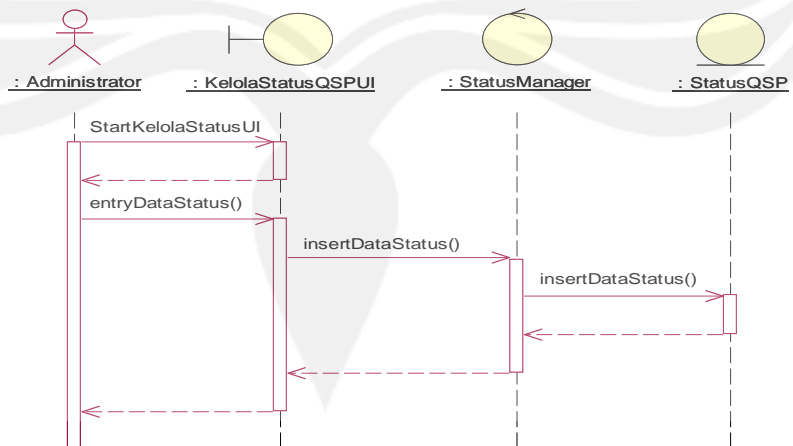 : Administrator
: KelolaStatusQSPUI
: StatusManager
: StatusQSP
StartKelolaStatusUI
entryDataStatus()
insertDataStatus()
insertDataStatus()